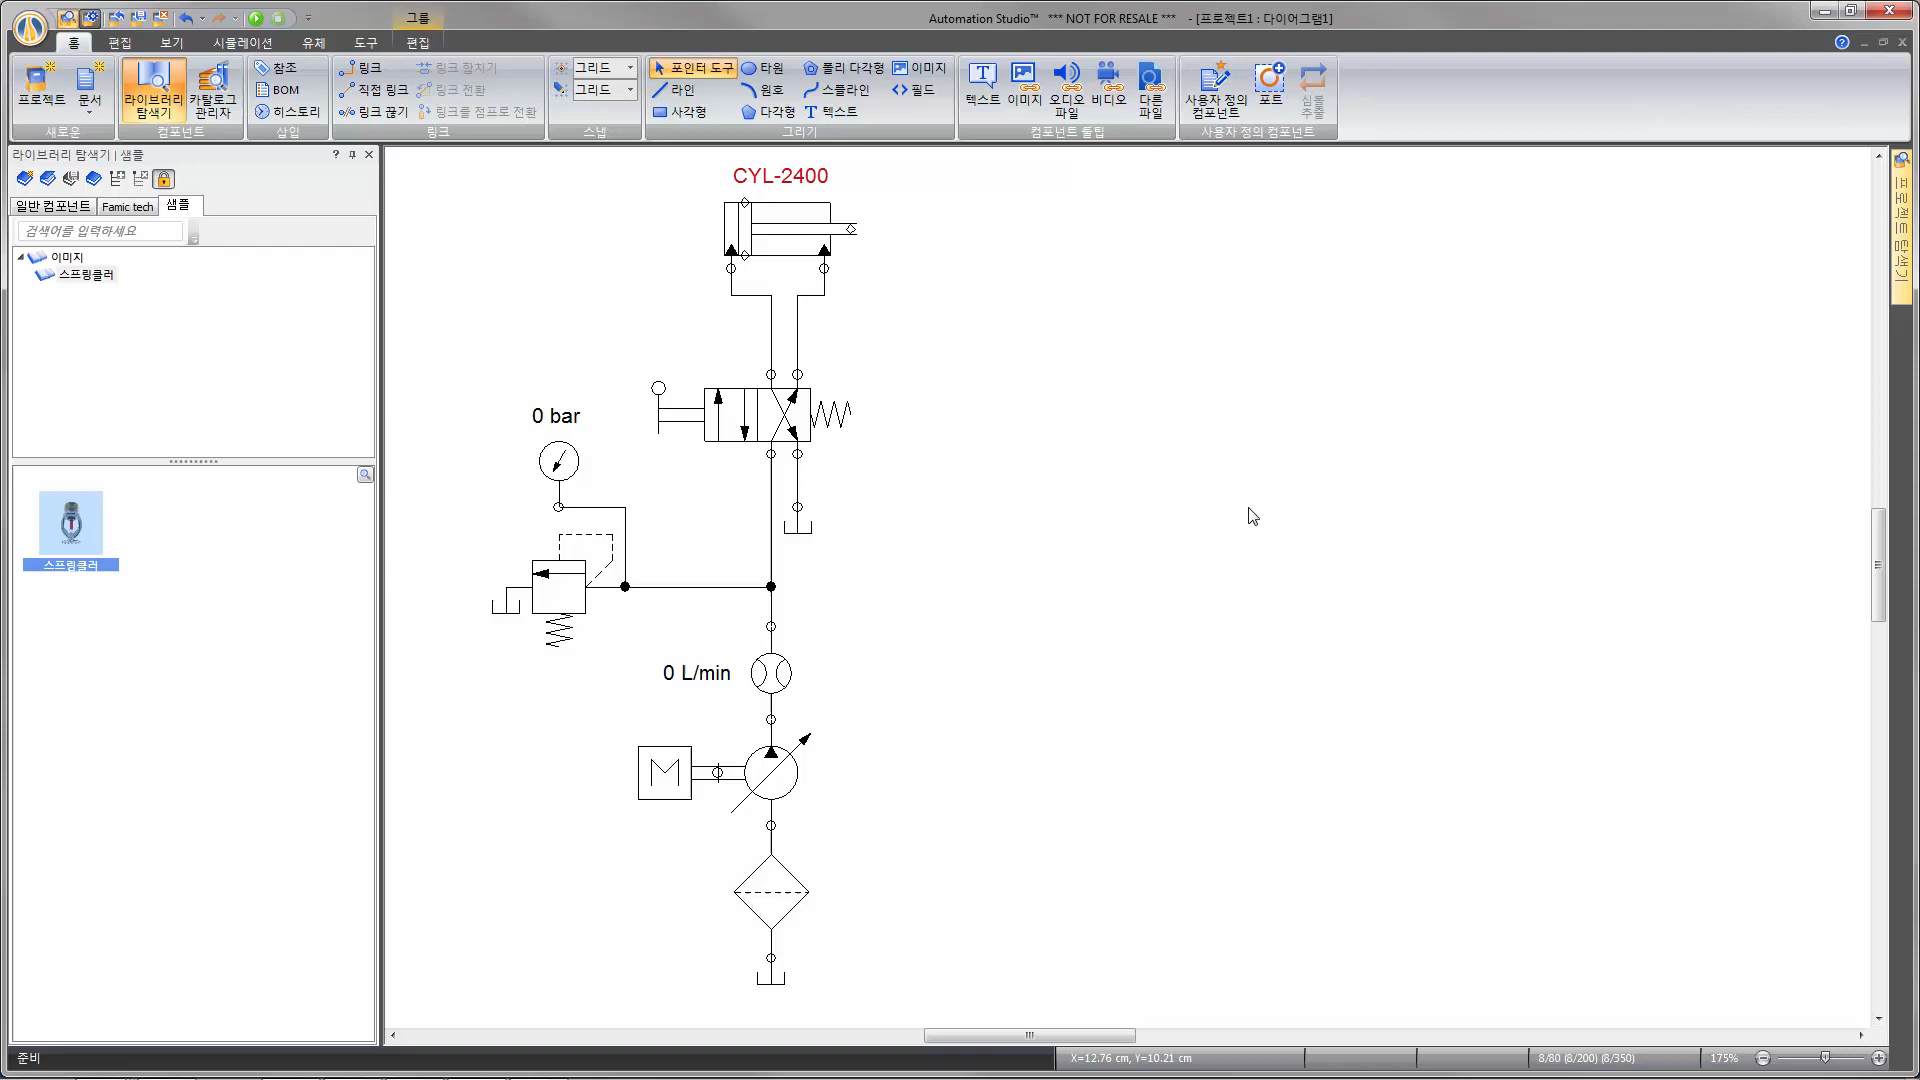 그룹
Automation Studio™ *** NOT FOR RESALE *** - [프로젝트1 : 다이어그램1]
홈 편집 보기 시뮬레이션 유체 도구 편집
프로젝트 문서 라이브러리 탐색기 카탈로그 관리자
참조 링크 링크 합치기 그리드 포인터 도구 타원 폴리 다각형 이미지
BOM 직접 링크 링크 전환 그리드 라인 원호 스플라인 필드
히스토리 링크 끊기 링크를 점프로 전환 사각형 다각형 텍스트
텍스트 이미지 오디오 파일 비디오 다른 파일 사용자 정의 컴포넌트 포트 심볼 추출
새로운 컴포넌트 삽입 링크 스냅 그리기 컴포넌트 툴팁 사용자 정의 컴포넌트
라이브러리 탐색기 | 샘플
일반 컴포넌트 Famic tech 샘플
검색어를 입력하세요
이미지
스프링클러
스프링클러
프로젝트 탐색기
CYL-2400
0 bar
0 L/min
M
준비
X=12.76 cm, Y=10.21 cm
8/80 (8/200) (8/350)
175%